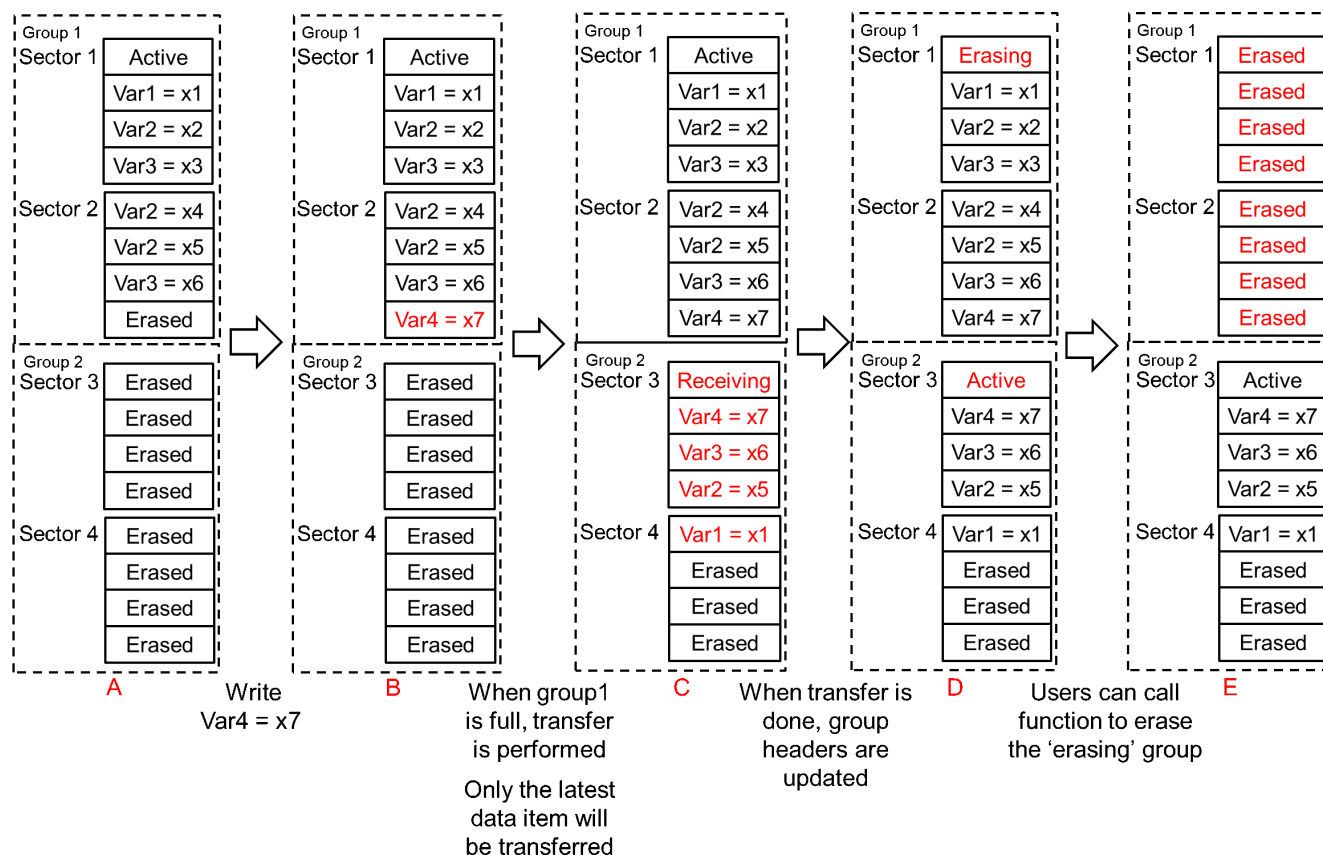 Group 1
Sector 1
Active
Var1 = x1
Var2 = x2
Var3 = x3
Sector 2
Var2 = x4
Var2 = x5
Var3 = x6
Erased
Group 2
Sector 3
Erased
Erased
Erased
Erased
Sector 4
Erased
Erased
Erased
Erased
A
Write
Var4 = x7
Group 1
Sector 1
Active
Var1 = x1
Var2 = x2
Var3 = x3
Sector 2
Var2 = x4
Var2 = x5
Var3 = x6
Var4 = x7
Group 2
Sector 3
Erased
Erased
Erased
Erased
Sector 4
Erased
Erased
Erased
Erased
B
When group1
is full, transfer
is performed
Only the latest
data item will
be transferred
Group 1
Sector 1
Active
Var1 = x1
Var2 = x2
Var3 = x3
Sector 2
Var2 = x4
Var2 = x5
Var3 = x6
Var4 = x7
Group 2
Sector 3
Receiving
Var4 = x7
Var3 = x6
Var2 = x5
Sector 4
Var1 = x1
Erased
Erased
Erased
C
When transfer is
done, group
headers are
updated
Group 1
Sector 1
Erasing
Var1 = x1
Var2 = x2
Var3 = x3
Sector 2
Var2 = x4
Var2 = x5
Var3 = x6
Var4 = x7
Group 2
Sector 3
Active
Var4 = x7
Var3 = x6
Var2 = x5
Sector 4
Var1 = x1
Erased
Erased
Erased
D
Users can call
function to erase
the ‘erasing’ group
Group 1
Sector 1
Erased
Erased
Erased
Erased
Sector 2
Erased
Erased
Erased
Erased
Group 2
Sector 3
Active
Var4 = x7
Var3 = x6
Var2 = x5
Sector 4
Var1 = x1
Erased
Erased
Erased
E